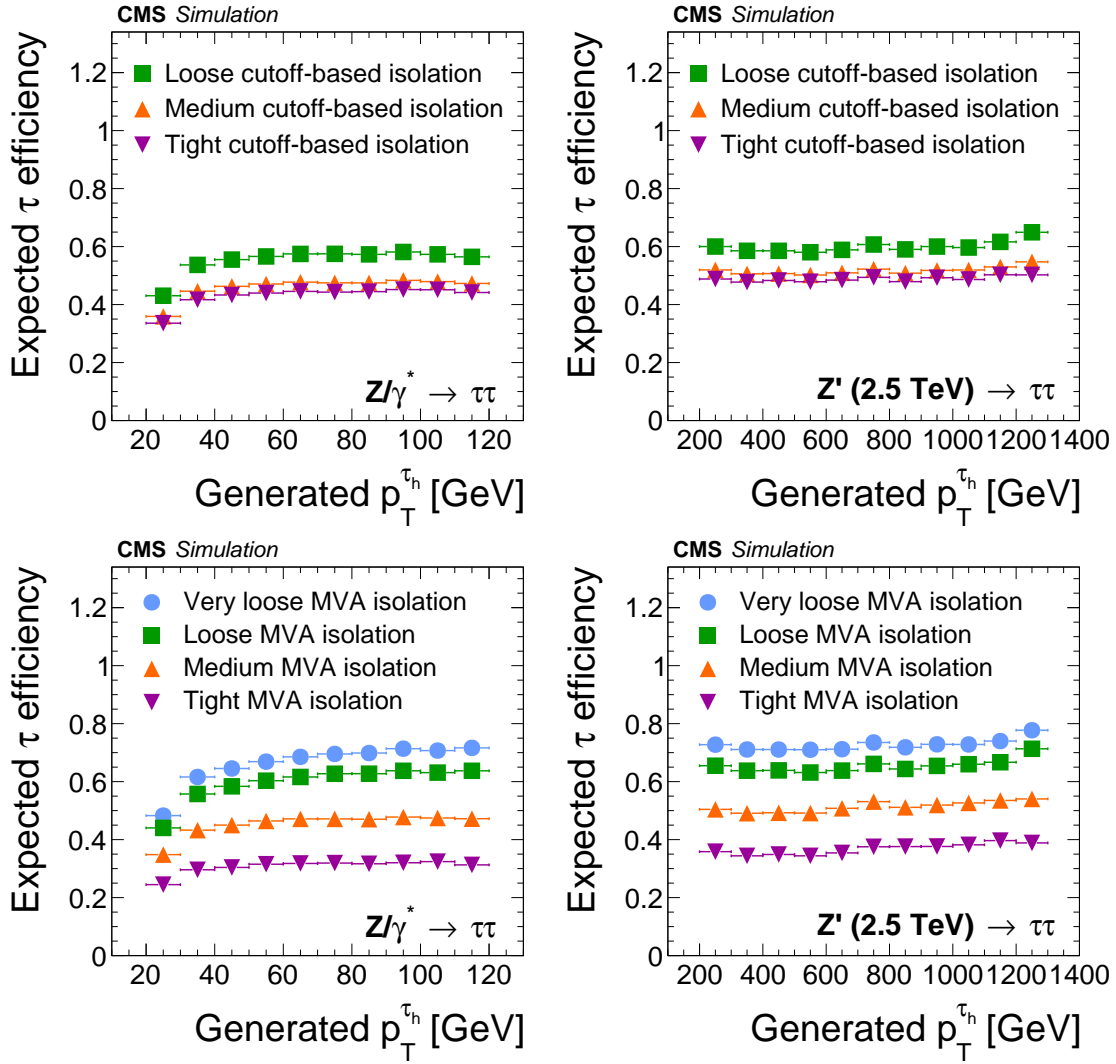 CMS Simulation
Expected τ efficiency
1.2
1
0.8
0.6
0.4
0.2
0
Loose cutoff-based isolation
Medium cutoff-based isolation
Tight cutoff-based isolation
Z/γ* → ττ
20 40 60 80 100 120
Generated p_T^{τ_h} [GeV]
CMS Simulation
Expected τ efficiency
1.2
1
0.8
0.6
0.4
0.2
0
Loose cutoff-based isolation
Medium cutoff-based isolation
Tight cutoff-based isolation
Z' (2.5 TeV) → ττ
200 400 600 800 1000 1200 1400
Generated p_T^{τ_h} [GeV]
CMS Simulation
Expected τ efficiency
1.2
1
0.8
0.6
0.4
0.2
0
Very loose MVA isolation
Loose MVA isolation
Medium MVA isolation
Tight MVA isolation
Z/γ* → ττ
20 40 60 80 100 120
Generated p_T^{τ_h} [GeV]
CMS Simulation
Expected τ efficiency
1.2
1
0.8
0.6
0.4
0.2
0
Very loose MVA isolation
Loose MVA isolation
Medium MVA isolation
Tight MVA isolation
Z' (2.5 TeV) → ττ
200 400 600 800 1000 1200 1400
Generated p_T^{τ_h} [GeV]